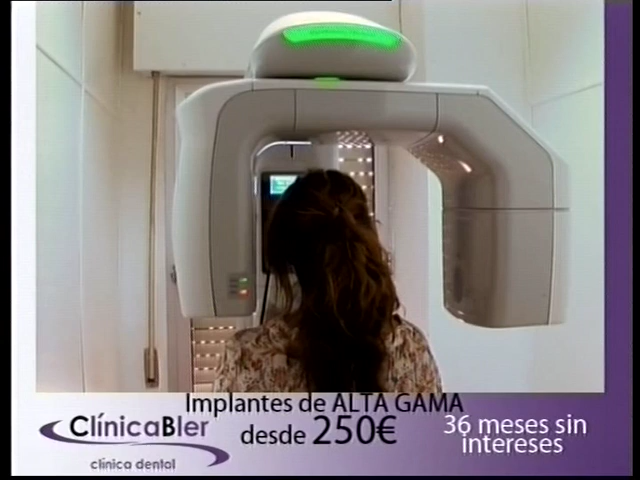 Implantes de ALTA GAMA
desde 250€
36 meses sin
intereses
ClínicaBler
clínica dental